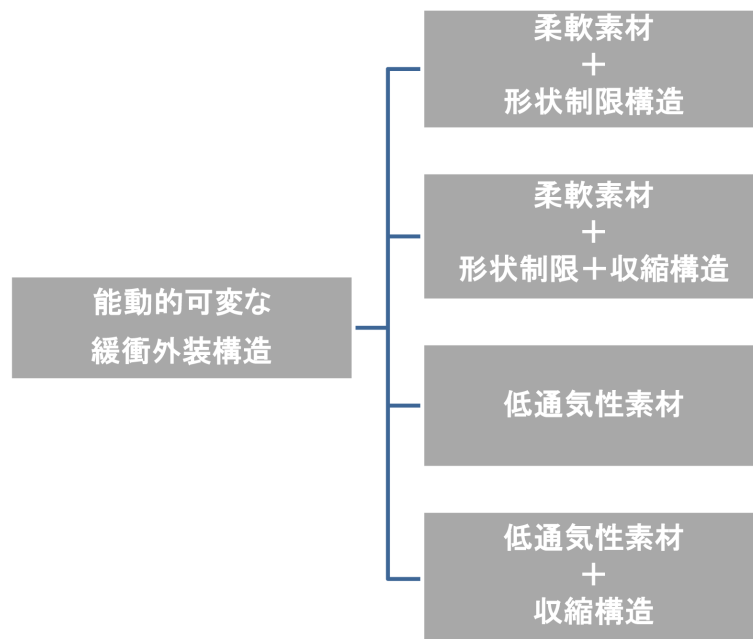 柔軟素材
＋
形状制限構造
柔軟素材
＋
形状制限＋収縮構造
能動的可変な
緩衝外装構造
低通気性素材
低通気性素材
＋
収縮構造